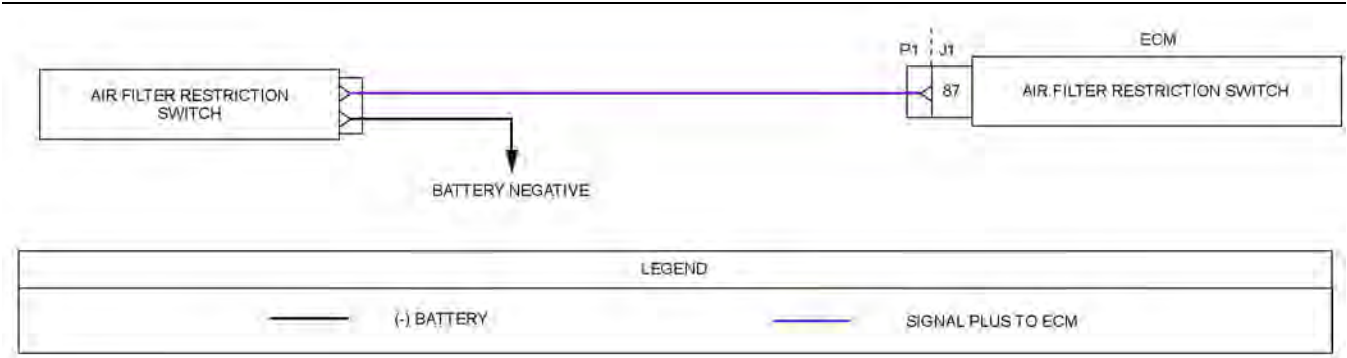 P1 J1
ECM
AIR FILTER RESTRICTION
SWITCH
87
AIR FILTER RESTRICTION SWITCH
BATTERY NEGATIVE
LEGEND
(-) BATTERY
SIGNAL PLUS TO ECM